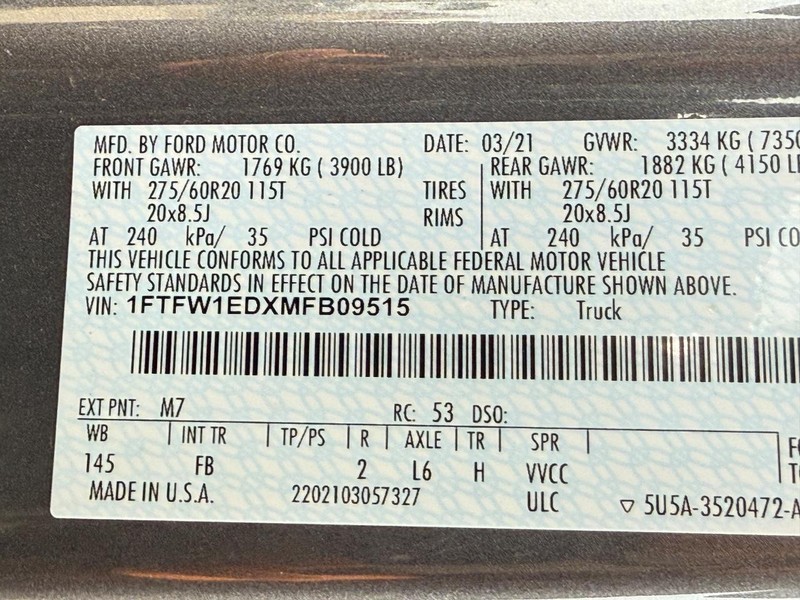 MFD. BY FORD MOTOR CO. DATE: 03/21 GVWR: 3334 KG ( 7350
FRONT GAWR: 1769 KG ( 3900 LB) REAR GAWR: 1882 KG ( 4150 LB
WITH 275/60R20 115T TIRES WITH 275/60R20 115T
20x8.5J RIMS 20x8.5J
AT 240 kPa/ 35 PSI COLD AT 240 kPa/ 35 PSI CO
THIS VEHICLE CONFORMS TO ALL APPLICABLE FEDERAL MOTOR VEHICLE
SAFETY STANDARDS IN EFFECT ON THE DATE OF MANUFACTURE SHOWN ABOVE.
VIN: 1FTFW1EDXMFB09515 TYPE: Truck
EXT PNT: M7 RC: 53 DSO:
WB INT TR TP/PS R AXLE TR SPR
145 FB 2 L6 H VVCC
MADE IN U.S.A. 2202103057327 ULC ▽ 5U5A-3520472-A